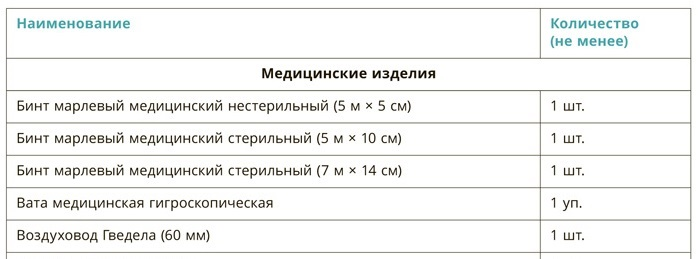 Наименование Количество
(не менее)
Медицинские изделия
Бинт марлевый медицинский нестерильный (5 м × 5 см) 1 шт.
Бинт марлевый медицинский стерильный (5 м × 10 см) 1 шт.
Бинт марлевый медицинский стерильный (7 м × 14 см) 1 шт.
Вата медицинская гигроскопическая 1 уп.
Воздуховод Гведела (60 мм) 1 шт.